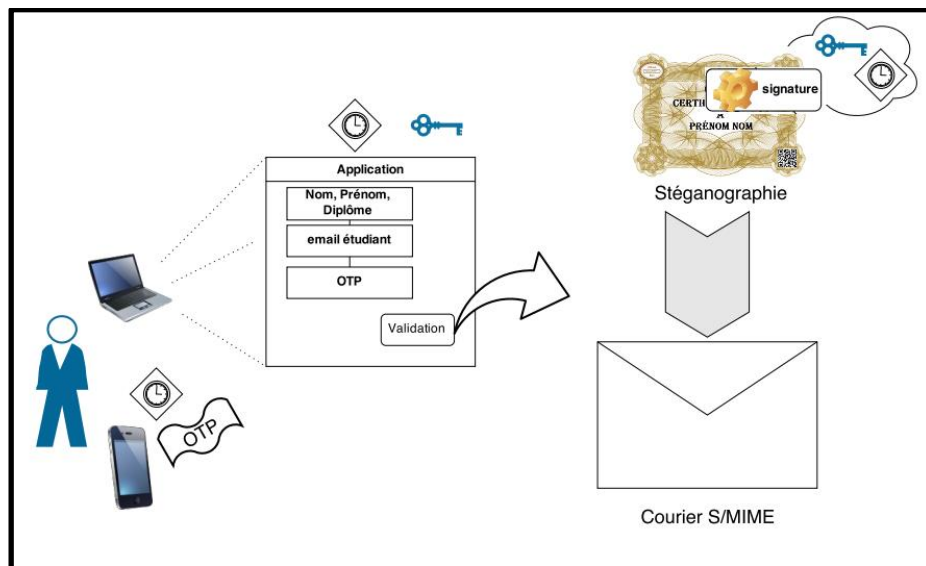 signature
CERTI
A
PRÉNOM NOM
Stéganographie
Application
Nom, Prénom,
Diplôme
email étudiant
OTP
Validation
OTP
Courier S/MIME